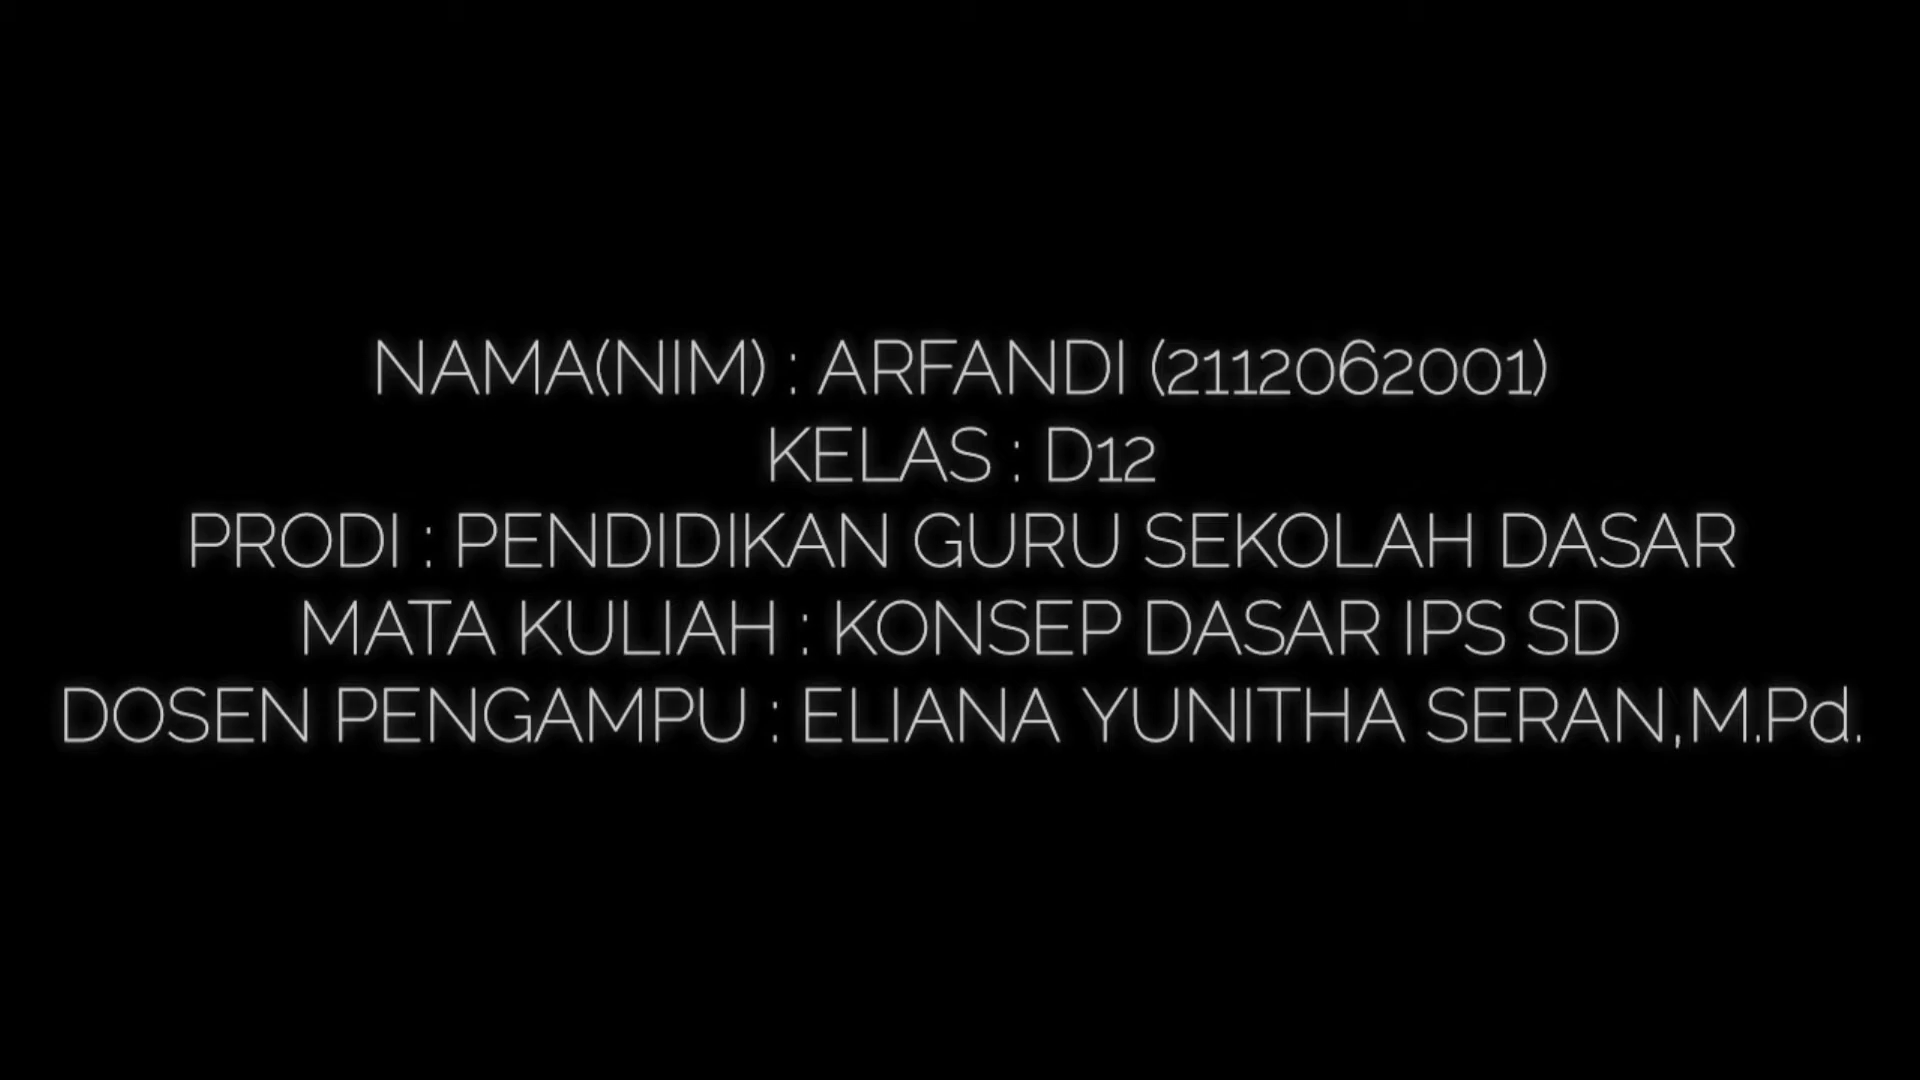 NAMA(NIM) : ARFANDI (2112062001)
KELAS : D12
PRODI : PENDIDIKAN GURU SEKOLAH DASAR
MATA KULIAH : KONSEP DASAR IPS SD
DOSEN PENGAMPU : ELIANA YUNITHA SERAN,M.Pd.